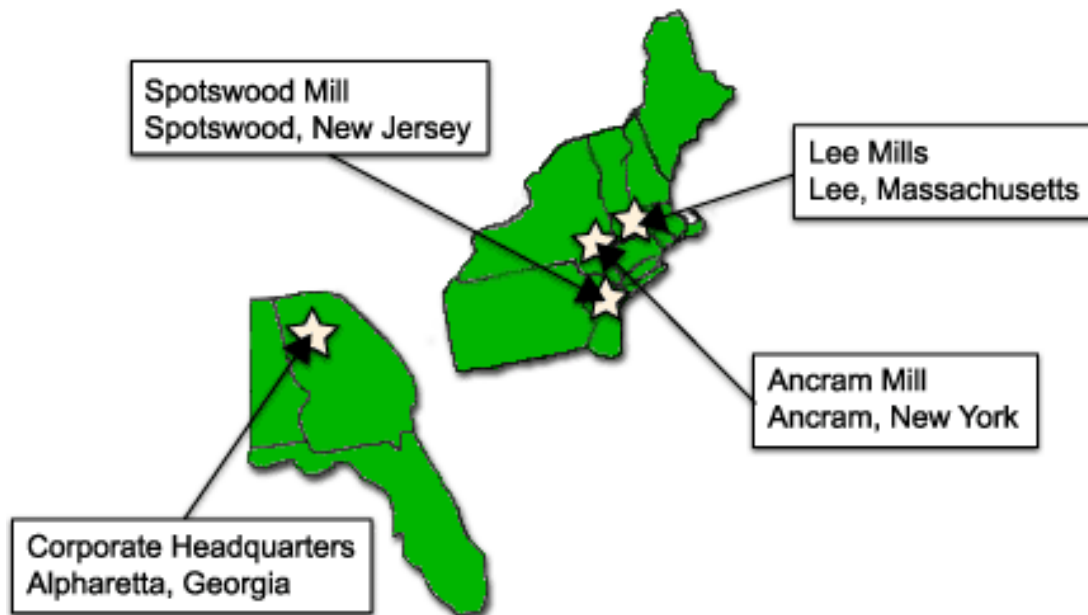 Spotswood Mill
Spotswood, New Jersey
Lee Mills
Lee, Massachusetts
Ancram Mill
Ancram, New York
Corporate Headquarters
Alpharetta, Georgia